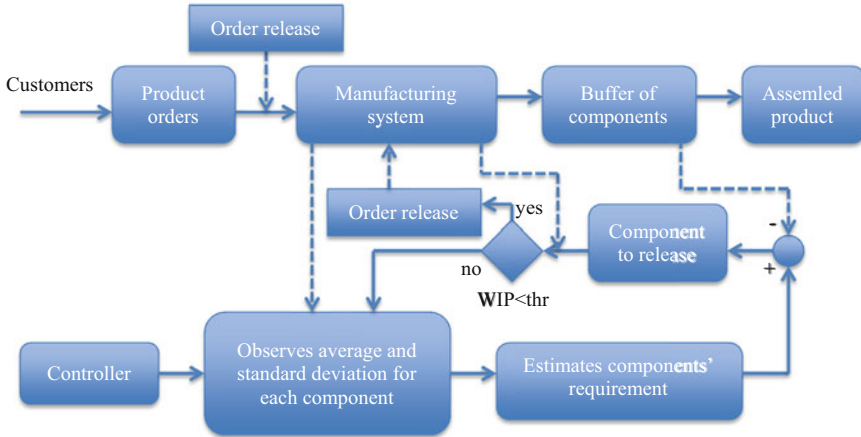 Order release
Customers
Product
orders
Manufacturing
system
Buffer of
components
Assemled
product
Order release
yes
Component
to release
-
+
no
WIP<thr
Controller
Observes average and
standard deviation for
each component
Estimates components’
requirement